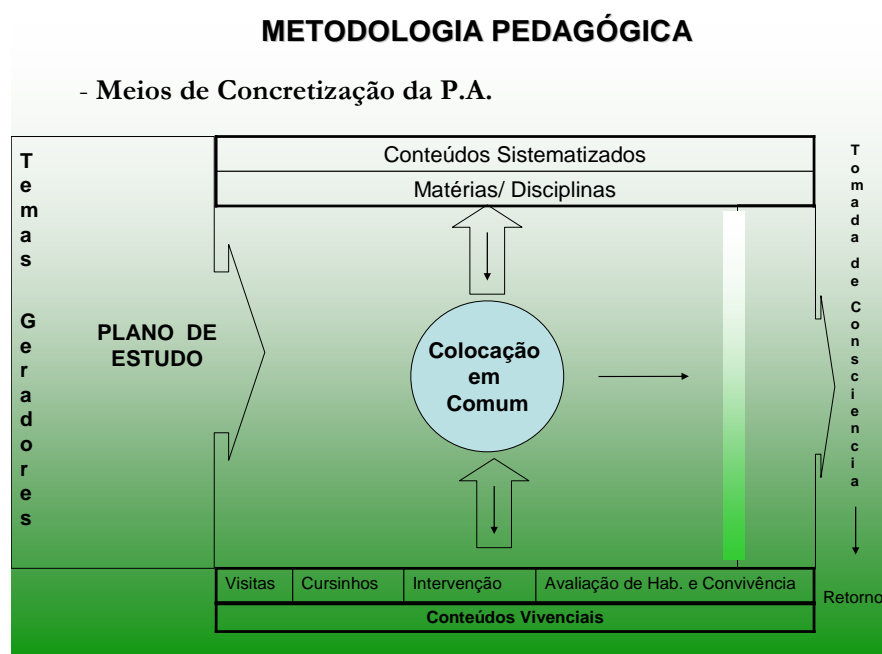 METODOLOGIA PEDAGÓGICA
- Meios de Concretização da P.A.
Temas Geradores
PLANO DE
ESTUDO
Conteúdos Sistematizados
Matérias/ Disciplinas
Colocação
em
Comum
Visitas
Cursinhos
Intervenção
Avaliação de Hab. e Convivência
Conteúdos Vivenciais
Tomada de Consciencia
Retorno